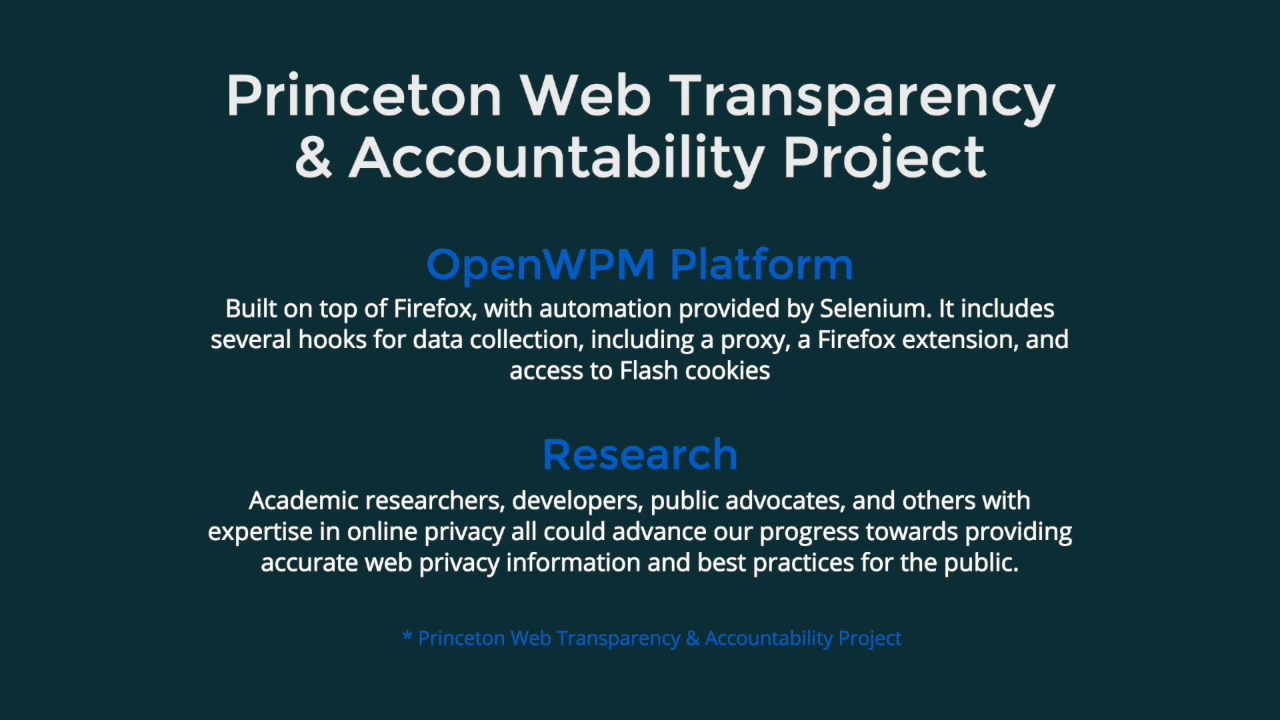 Princeton Web Transparency
& Accountability Project
OpenWPM Platform
Built on top of Firefox, with automation provided by Selenium. It includes
several hooks for data collection, including a proxy, a Firefox extension, and
access to Flash cookies
Research
Academic researchers, developers, public advocates, and others with
expertise in online privacy all could advance our progress towards providing
accurate web privacy information and best practices for the public.
* Princeton Web Transparency & Accountability Project